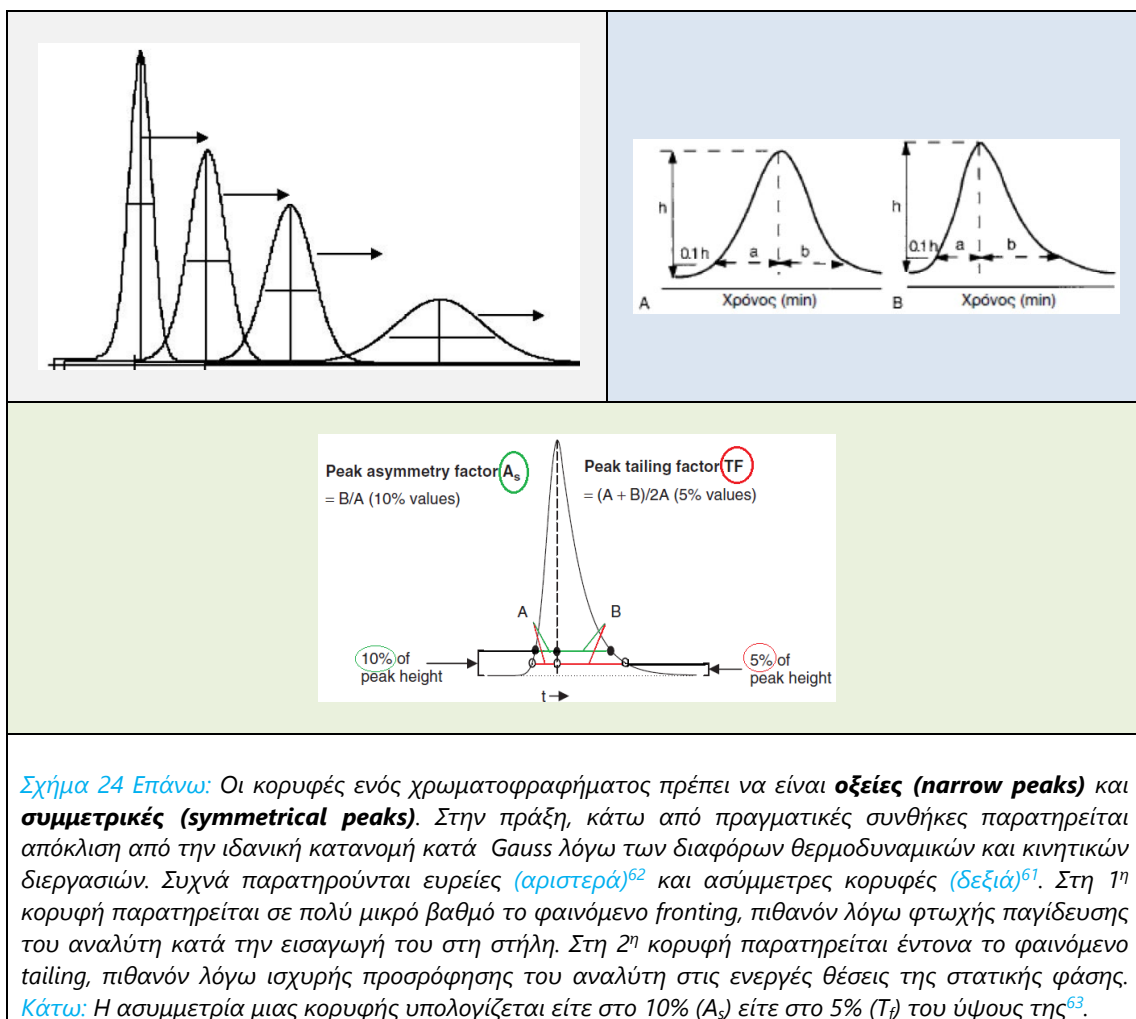 h
0.1h
a
b
A
Χρόνος (min)
h
0.1h
a
b
B
Χρόνος (min)
Peak asymmetry factor A_s
= B/A (10% values)
Peak tailing factor TF
= (A + B)/2A (5% values)
A
B
10% of
peak height
5% of
peak height
t
Σχήμα 24 Επάνω: Οι κορυφές ενός χρωματοφραφήματος πρέπει να είναι οξείες (narrow peaks) και
συμμετρικές (symmetrical peaks). Στην πράξη, κάτω από πραγματικές συνθήκες παρατηρείται
απόκλιση από την ιδανική κατανομή κατά Gauss λόγω των διαφόρων θερμοδυναμικών και κινητικών
διεργασιών. Συχνά παρατηρούνται ευρείες (αριστερά)⁶² και ασύμμετρες κορυφές (δεξιά)⁶¹. Στη 1η
κορυφή παρατηρείται σε πολύ μικρό βαθμό το φαινόμενο fronting, πιθανόν λόγω φτωχής παγίδευσης
του αναλύτη κατά την εισαγωγή του στη στήλη. Στη 2η κορυφή παρατηρείται έντονα το φαινόμενο
tailing, πιθανόν λόγω ισχυρής προσρόφησης του αναλύτη στις ενεργές θέσεις της στατικής φάσης.
Κάτω: Η ασυμμετρία μιας κορυφής υπολογίζεται είτε στο 10% (A_s) είτε στο 5% (T_f) του ύψους της⁶³.